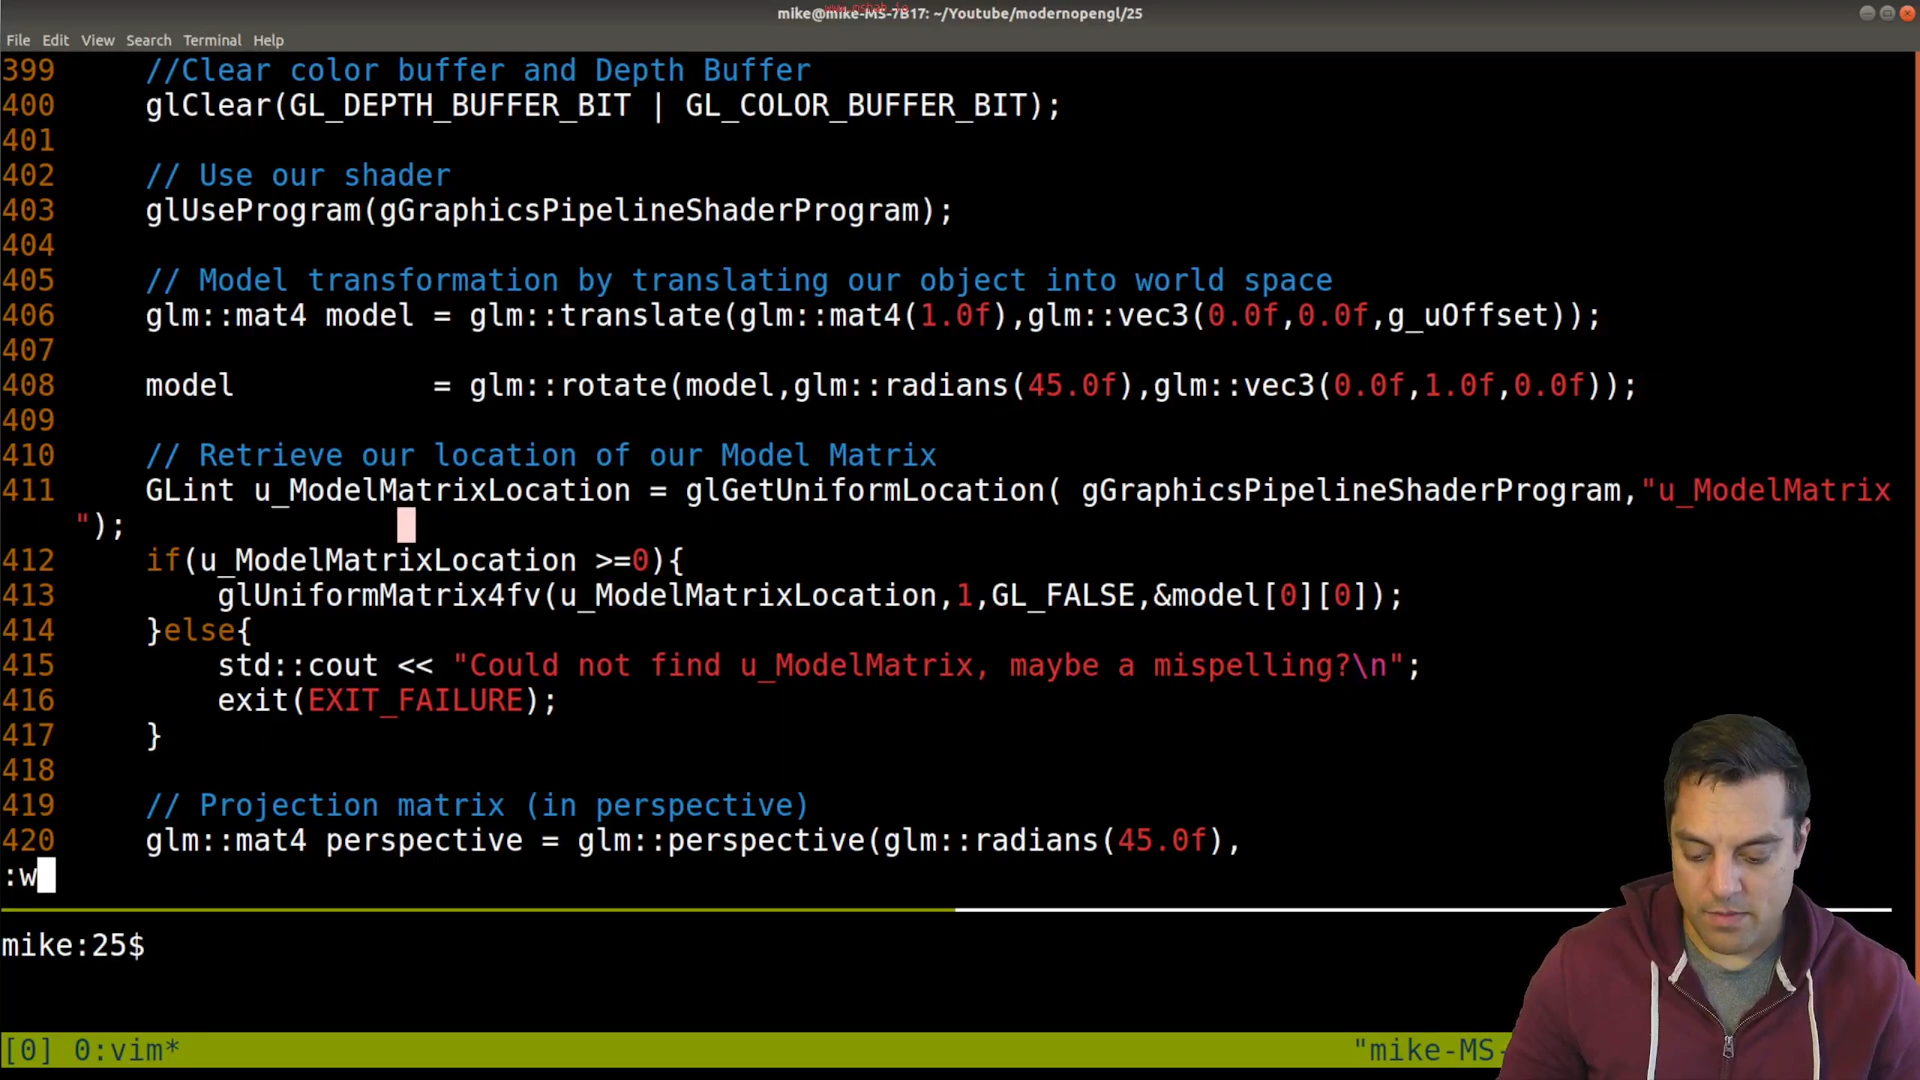 www.mshah.io
mike@mike-MS-7B17: ~/Youtube/modernopengl/25
File Edit View Search Terminal Help
399     //Clear color buffer and Depth Buffer
400     glClear(GL_DEPTH_BUFFER_BIT | GL_COLOR_BUFFER_BIT);
401
402     // Use our shader
403     glUseProgram(gGraphicsPipelineShaderProgram);
404
405     // Model transformation by translating our object into world space
406     glm::mat4 model = glm::translate(glm::mat4(1.0f),glm::vec3(0.0f,0.0f,g_uOffset));
407
408     model           = glm::rotate(model,glm::radians(45.0f),glm::vec3(0.0f,1.0f,0.0f));
409
410     // Retrieve our location of our Model Matrix
411     GLint u_ModelMatrixLocation = glGetUniformLocation( gGraphicsPipelineShaderProgram,"u_ModelMatrix
");
412     if(u_ModelMatrixLocation >=0){
413         glUniformMatrix4fv(u_ModelMatrixLocation,1,GL_FALSE,&model[0][0]);
414     }else{
415         std::cout << "Could not find u_ModelMatrix, maybe a mispelling?\n";
416         exit(EXIT_FAILURE);
417     }
418
419     // Projection matrix (in perspective)
420     glm::mat4 perspective = glm::perspective(glm::radians(45.0f),
:w
mike:25$
[0] 0:vim* "mike-MS-